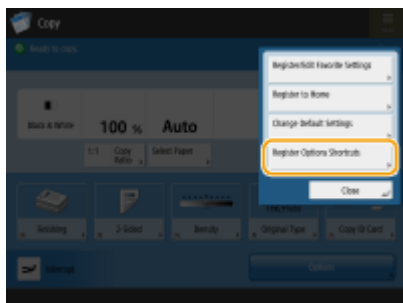 Copy
Ready to copy.
Register/Edit Favorite Settings
Register to Home
Change Default Settings
Register Options Shortcuts
Close
Black & White
100 %
Auto
1:1
Copy Ratio
Select Paper
Finishing
2-Sided
Density
Original Type
Copy ID Card
Interrupt
Options